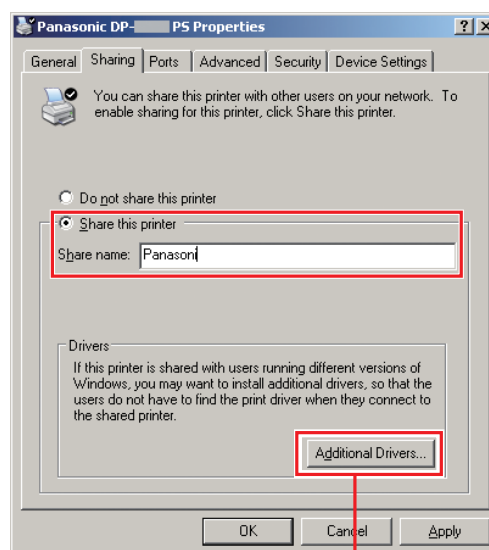 Panasonic DP- PS Properties
General Sharing Ports Advanced Security Device Settings
You can share this printer with other users on your network. To
enable sharing for this printer, click Share this printer.
Do not share this printer
Share this printer
Share name: Panasoni
Drivers
If this printer is shared with users running different versions of
Windows, you may want to install additional drivers, so that the
users do not have to find the print driver when they connect to
the shared printer.
Additional Drivers...
OK Cancel Apply